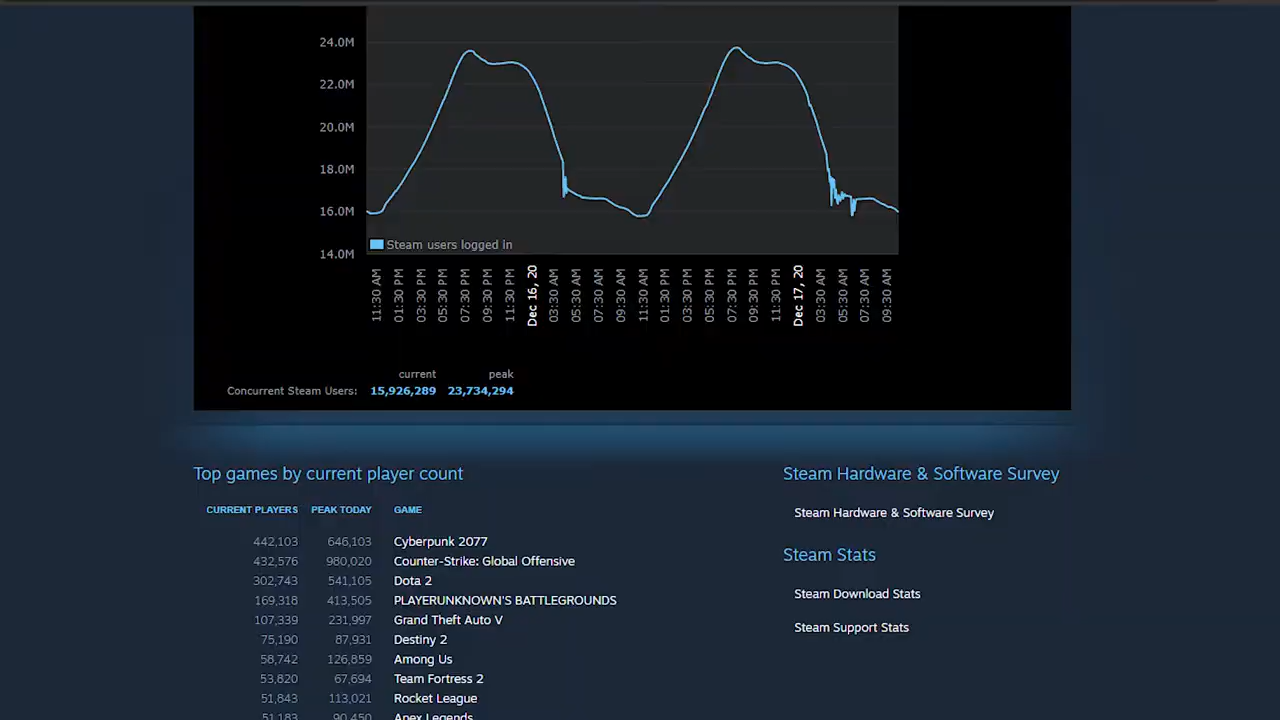 24.0M
22.0M
20.0M
18.0M
16.0M
14.0M
Steam users logged in
11:30 AM
01:30 PM
03:30 PM
05:30 PM
07:30 PM
09:30 PM
11:30 PM
Dec 16, 20
03:30 AM
05:30 AM
07:30 AM
09:30 AM
11:30 AM
01:30 PM
03:30 PM
05:30 PM
07:30 PM
09:30 PM
11:30 PM
Dec 17, 20
03:30 AM
05:30 AM
07:30 AM
09:30 AM
current peak
Concurrent Steam Users: 15,926,289 23,734,294
Top games by current player count
CURRENT PLAYERS PEAK TODAY GAME
442,103 646,103 Cyberpunk 2077
432,576 980,020 Counter-Strike: Global Offensive
302,743 541,105 Dota 2
169,318 413,505 PLAYERUNKNOWN'S BATTLEGROUNDS
107,339 231,997 Grand Theft Auto V
75,190 87,931 Destiny 2
58,742 126,859 Among Us
53,820 67,694 Team Fortress 2
51,843 113,021 Rocket League
51,183 90,450 Apex Legends
Steam Hardware & Software Survey
Steam Hardware & Software Survey
Steam Stats
Steam Download Stats
Steam Support Stats